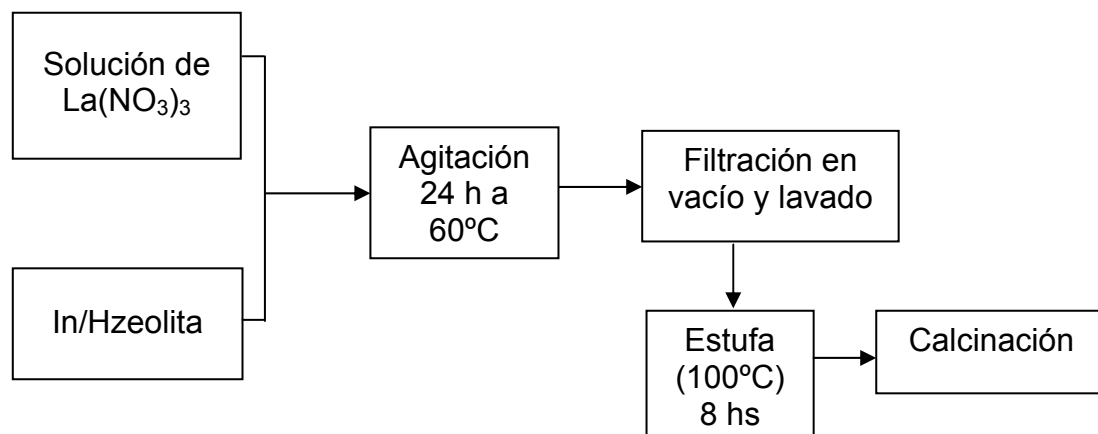 Solución de
La(NO₃)₃
In/Hzeolita
Agitación
24 h a
60ºC
Filtración en
vacío y lavado
Estufa
(100ºC)
8 hs
Calcinación